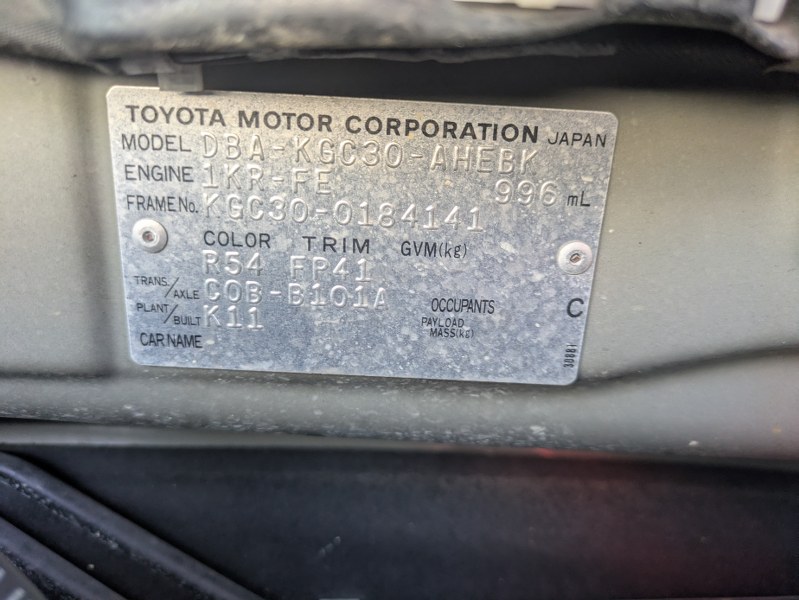 TOYOTA MOTOR CORPORATION JAPAN
MODEL DBA-KGC30-AHEBK
ENGINE 1KR-FE 996 mL
FRAME No. KGC30-0184141
COLOR TRIM GVM(kg)
R54 FP41
TRANS./AXLE C0B-B101A OCCUPANTS C
PLANT/BUILT K11 PAYLOAD MASS(kg)
CAR NAME
30881